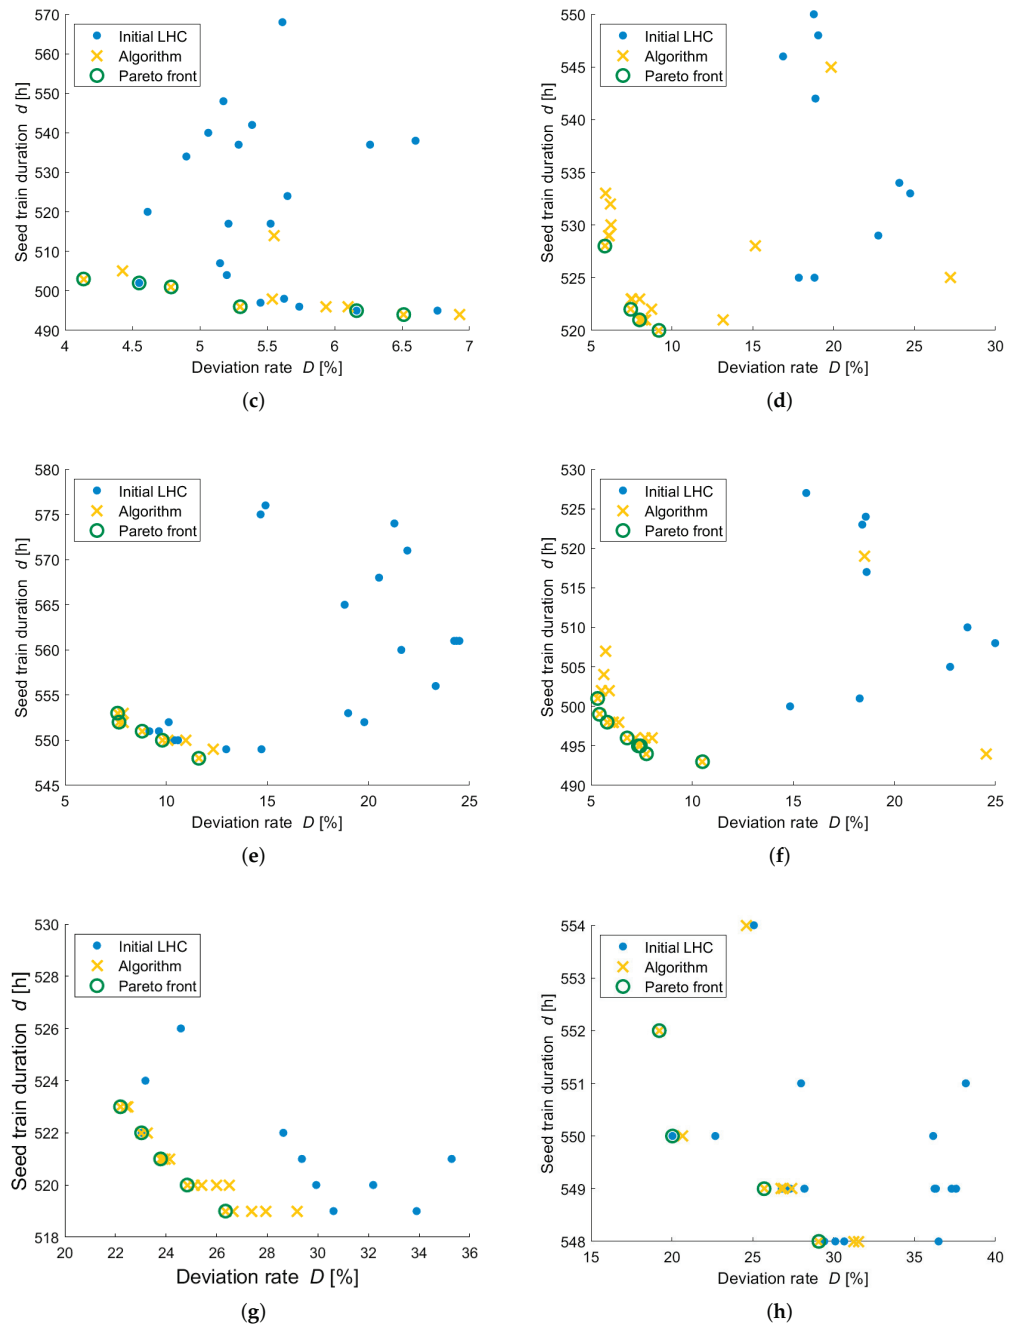 570
560
550
540
530
520
510
500
490
Seed train duration d [h]
Initial LHC
Algorithm
Pareto front
4
4.5
5
5.5
6
6.5
7
Deviation rate D [%]
(c)
550
545
540
535
530
525
520
Seed train duration d [h]
Initial LHC
Algorithm
Pareto front
5
10
15
20
25
30
Deviation rate D [%]
(d)
580
575
570
565
560
555
550
545
Seed train duration d [h]
Initial LHC
Algorithm
Pareto front
5
10
15
20
25
Deviation rate D [%]
(e)
530
525
520
515
510
505
500
495
490
Seed train duration d [h]
Initial LHC
Algorithm
Pareto front
5
10
15
20
25
Deviation rate D [%]
(f)
530
528
526
524
522
520
518
Seed train duration d [h]
Initial LHC
Algorithm
Pareto front
20
22
24
26
28
30
32
34
36
Deviation rate D [%]
(g)
554
553
552
551
550
549
548
Seed train duration d [h]
Initial LHC
Algorithm
Pareto front
15
20
25
30
35
40
Deviation rate D [%]
(h)